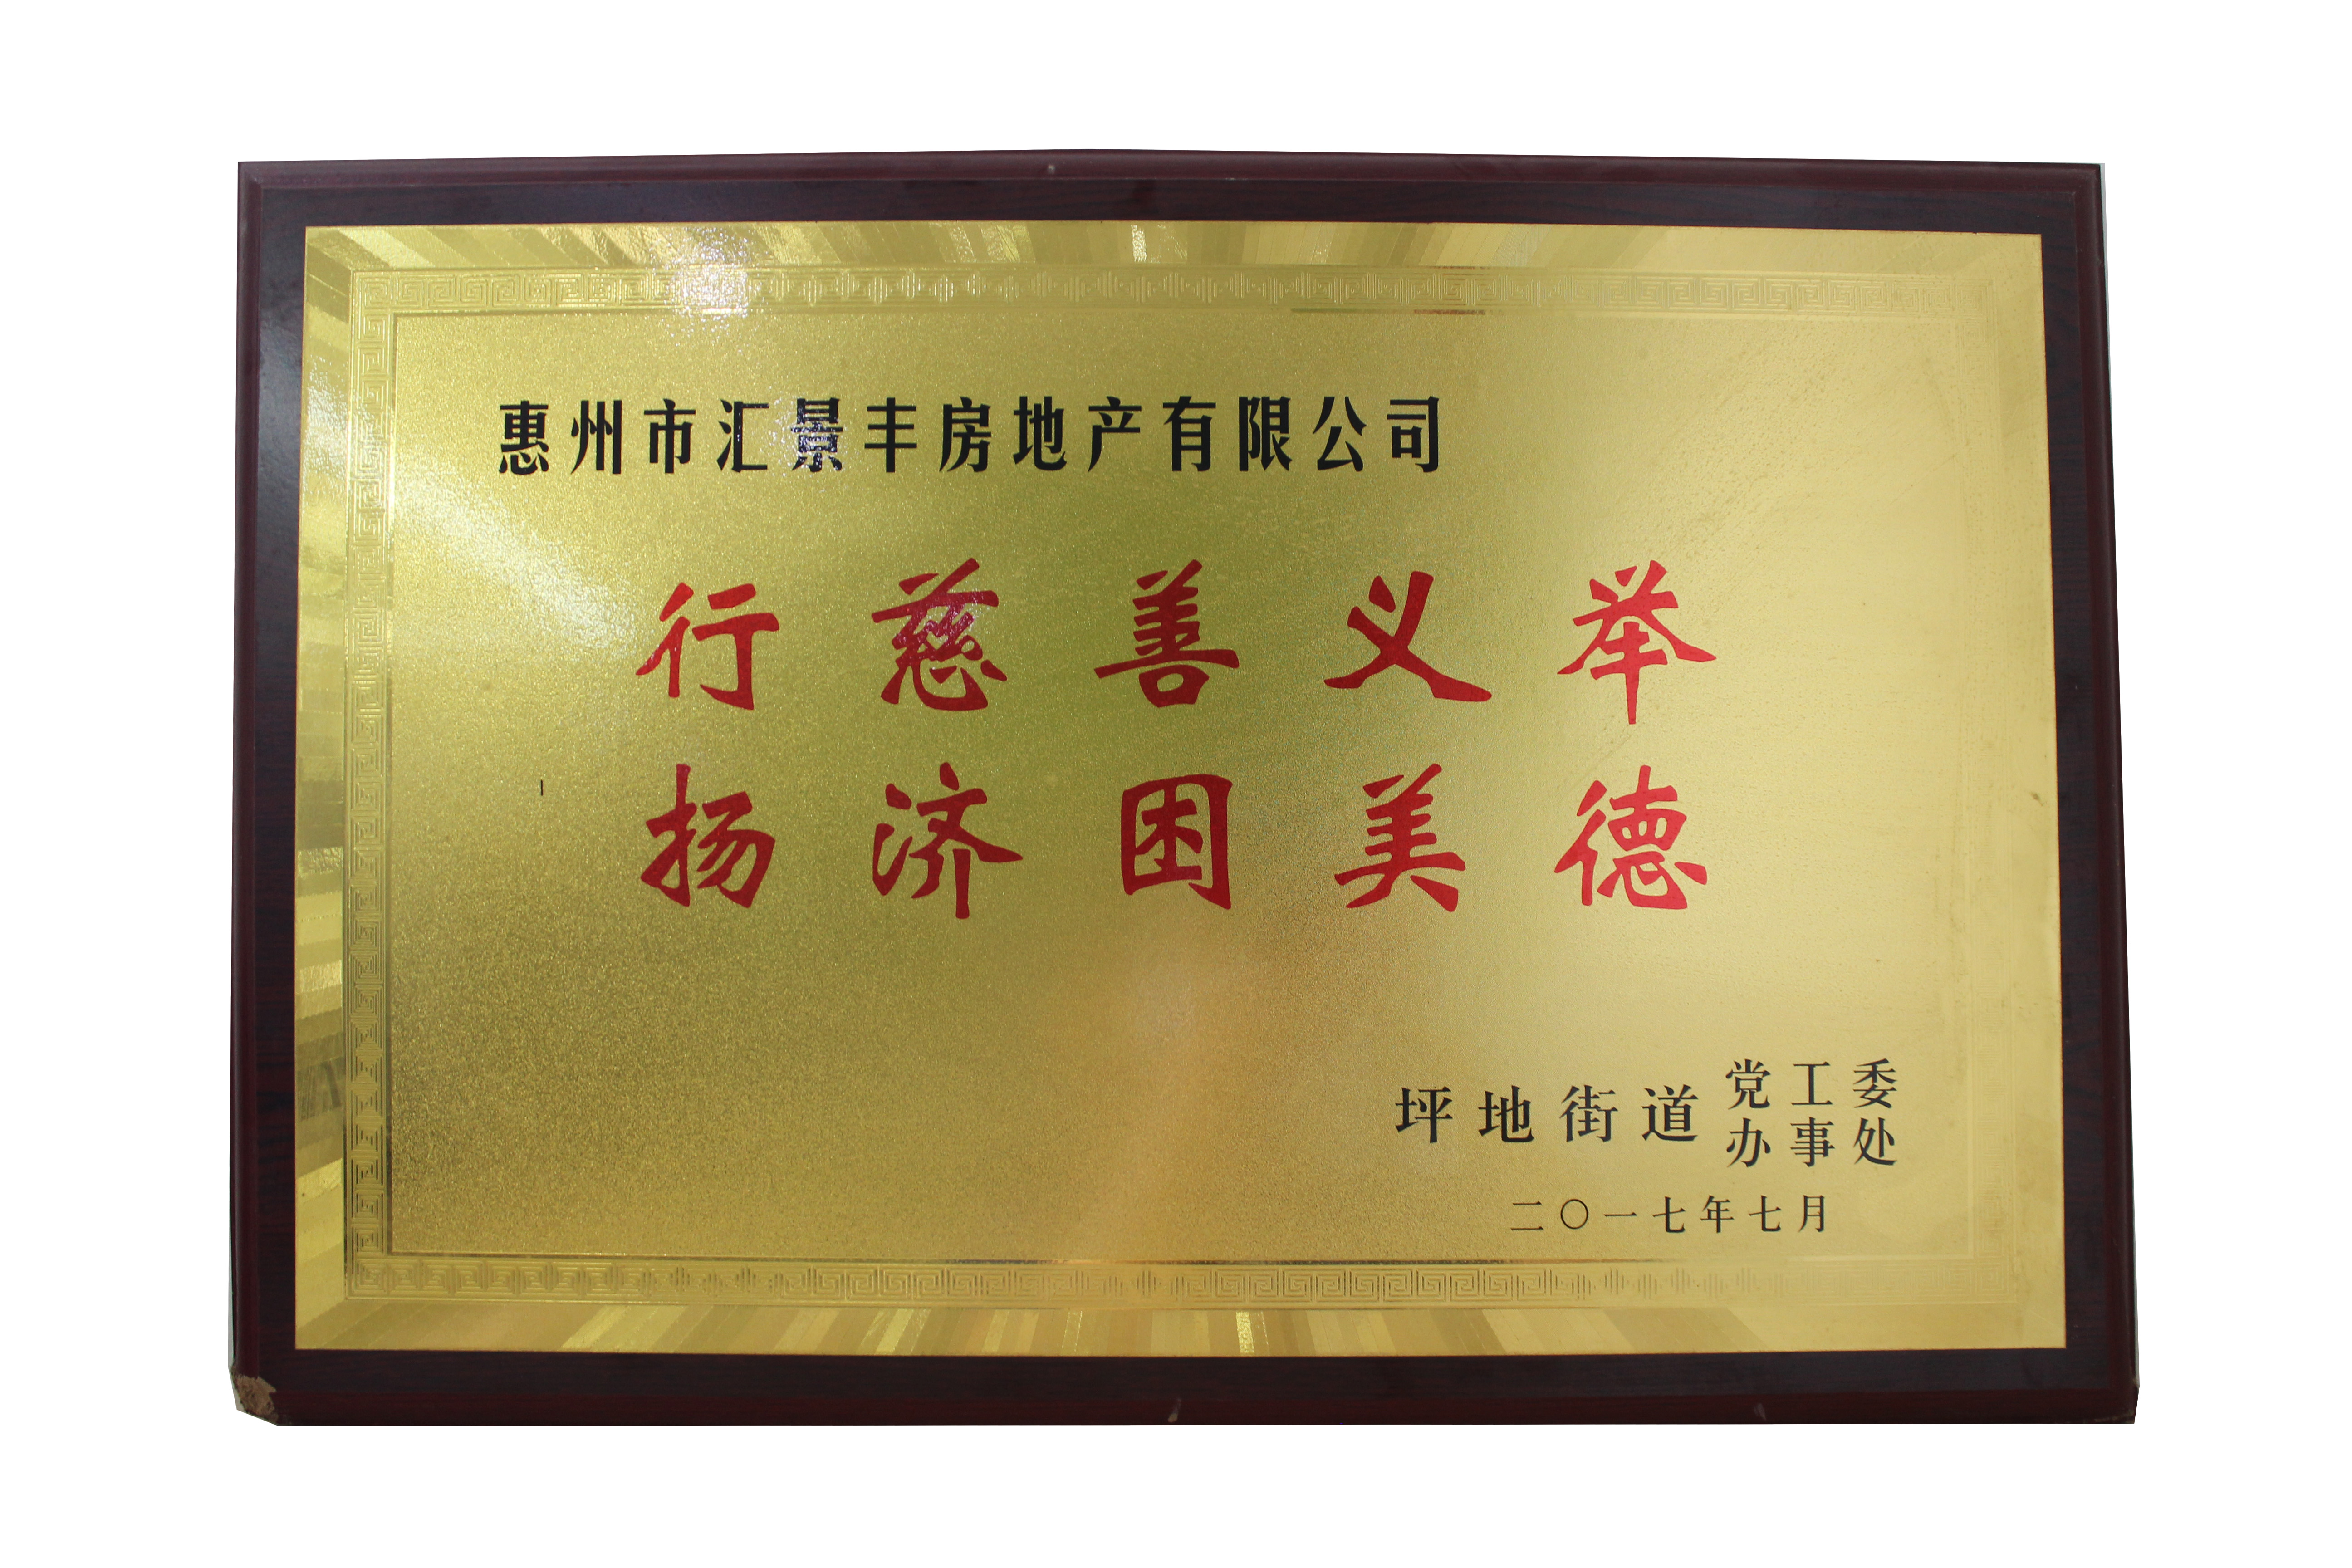 惠州市汇景丰房地产有限公司
行慈善义举
扬济困美德
坪地街道 党工委
办事处
二〇一七年七月